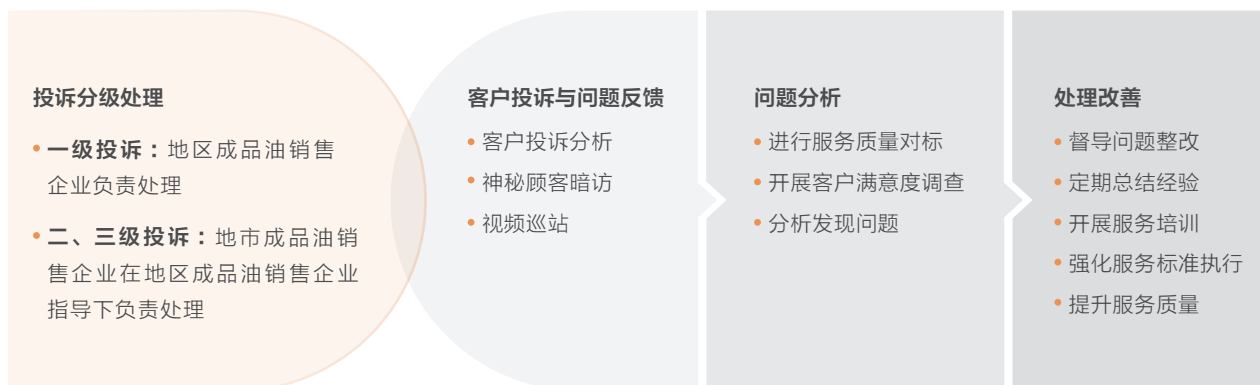 投诉分级处理
• 一级投诉：地区成品油销售
企业负责处理
• 二、三级投诉：地市成品油销
售企业在地区成品油销售企业
指导下负责处理
客户投诉与问题反馈
• 客户投诉分析
• 神秘顾客暗访
• 视频巡站
问题分析
• 进行服务质量对标
• 开展客户满意度调查
• 分析发现问题
处理改善
• 督导问题整改
• 定期总结经验
• 开展服务培训
• 强化服务标准执行
• 提升服务质量